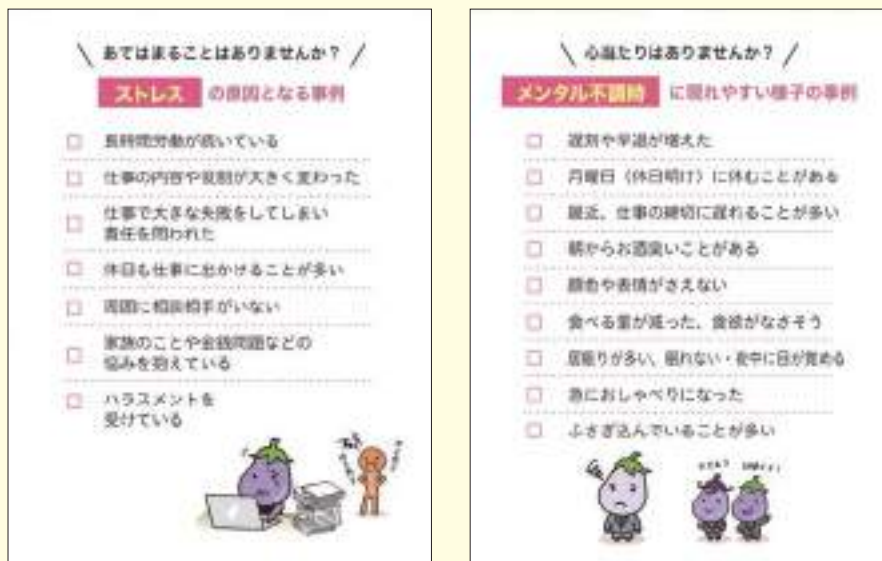 あてはまることはありませんか？
ストレス の原因となる事例
長時間労働が続いている
仕事の内容や役割が大きく変わった
仕事で大きな失敗をしてしまい
責任を問われた
休日も仕事に出かけることが多い
周囲に相談相手がいない
家族のことや金銭問題などの
悩みを抱えている
ハラスメントを
受けている
心当たりはありませんか？
メンタル不調時 に現れやすい様子の事例
遅刻や早退が増えた
月曜日（休日明け）に休むことがある
最近、仕事の締切に遅れることが多い
朝からお酒臭いことがある
顔色や表情がさえない
食べる量が減った、食欲がなさそう
居眠りが多い、眠れない・夜中に目が覚める
急におしゃべりになった
ふさぎ込んでいることが多い